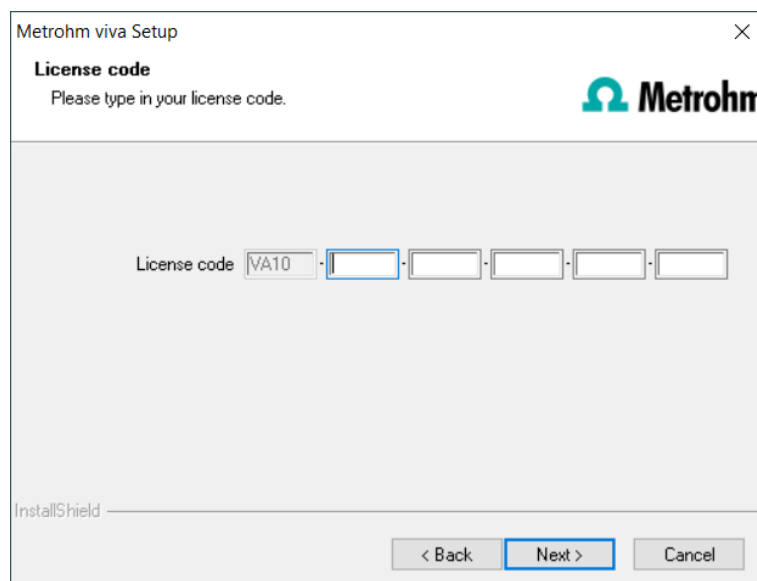 Metrohm viva Setup
License code
Please type in your license code.
Metrohm
License code VA10 - - - - -
InstallShield
< Back Next > Cancel